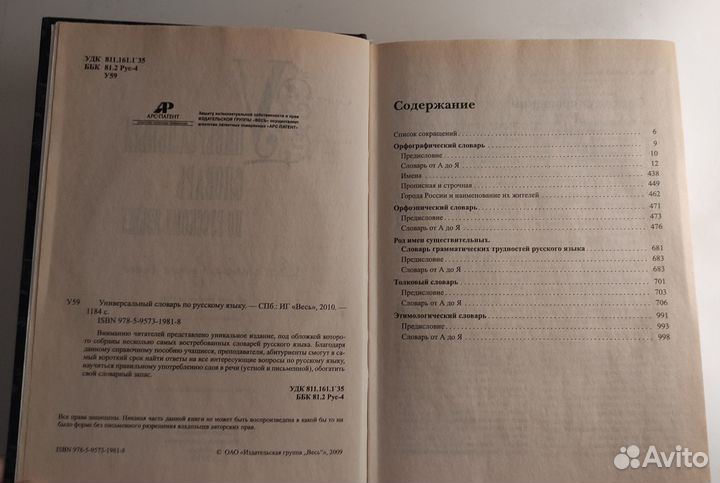 УДК 811.161.1`35
ББК 81.2 Рус-4
У59
АР
АРС-ПАТЕНТ
Защиту интеллектуальной собственности и прав
ИЗДАТЕЛЬСКОЙ ГРУППЫ «ВЕСЬ» осуществляет
агентство патентных поверенных «АРС-ПАТЕНТ»
У59 Универсальный словарь по русскому языку. — СПб.: ИГ «Весь», 2010. —
1184 с.
ISBN 978-5-9573-1981-8
Вниманию читателей представлено уникальное издание, под обложкой которо-
го собраны несколько самых востребованных словарей русского языка. Благодаря
данному справочному пособию учащиеся, преподаватели, абитуриенты смогут в са-
мый короткий срок найти ответы на все интересующие вопросы по русскому языку,
научиться правильному употреблению слов в речи (устной и письменной), обогатить
свой словарный запас.
УДК 811.161.1`35
ББК 81.2 Рус-4
Все права защищены. Никакая часть данной книги не может быть воспроизведена в какой бы то ни
было форме без письменного разрешения владельцев авторских прав.
ISBN 978-5-9573-1981-8
© ОАО «Издательская группа „Весь“», 2009
Содержание
Список сокращений 6
Орфографический словарь 9
Предисловие 10
Словарь от А до Я 12
Имена 438
Прописная и строчная 449
Города России и наименование их жителей 462
Орфоэпический словарь 471
Предисловие 473
Словарь от А до Я 476
Род имен существительных.
Словарь грамматических трудностей русского языка 681
Предисловие 683
Словарь от А до Я 683
Толковый словарь 701
Предисловие 703
Словарь от А до Я 706
Этимологический словарь 991
Предисловие 993
Словарь от А до Я 998
Avito